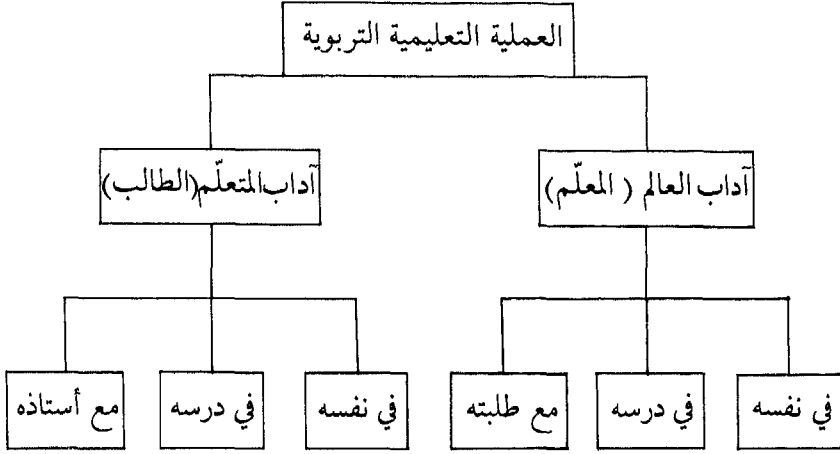 العملية التعليمية التربوية
آداب العالم ( المعلّم)
آداب المتعلّم(الطالب)
في نفسه
في درسه
مع طلبته
في نفسه
في درسه
مع أستاذه